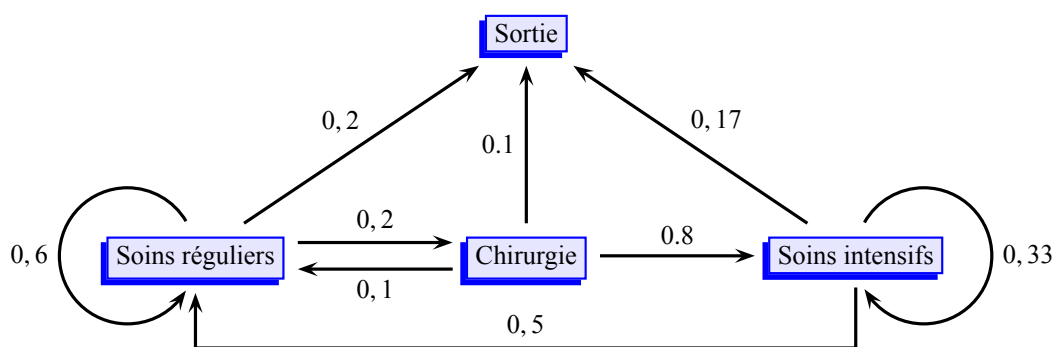 Sortie
0, 2
0.1
0, 17
0, 6
Soins réguliers
0, 2
0, 1
Chirurgie
0.8
Soins intensifs
0, 33
0, 5